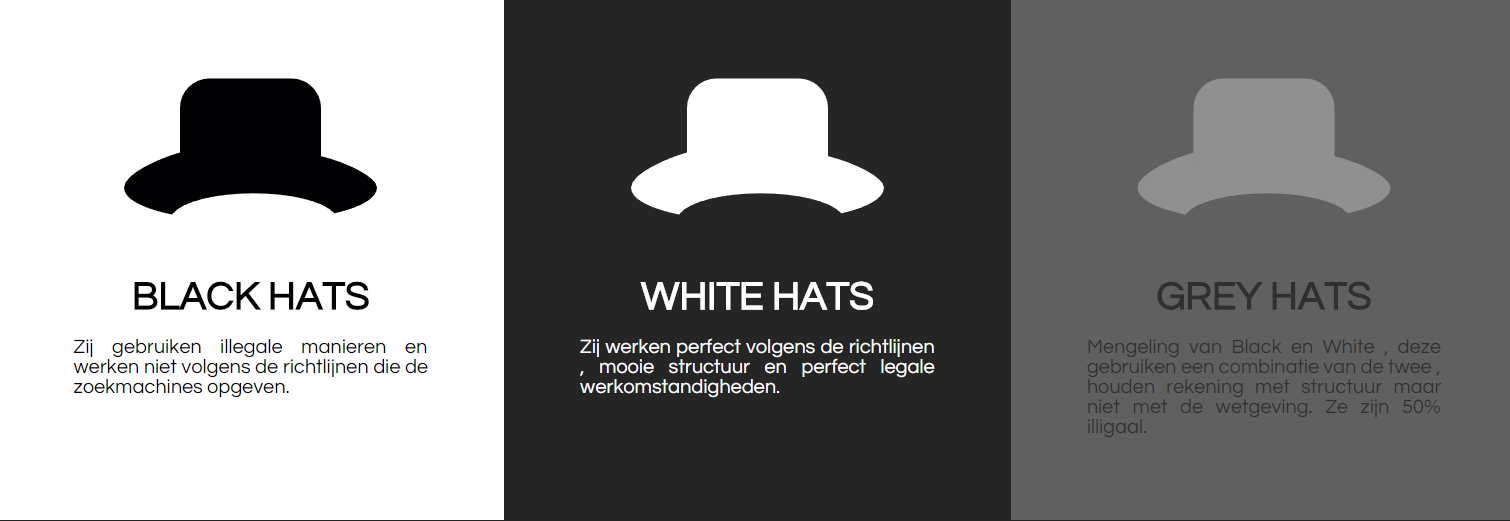 BLACK HATS
Zij gebruiken illegale manieren en
werken niet volgens de richtlijnen die de
zoekmachines opgeven.
WHITE HATS
Zij werken perfect volgens de richtlijnen
, mooie structuur en perfect legale
werkomstandigheden.
GREY HATS
Mengeling van Black en White , deze
gebruiken een combinatie van de twee ,
houden rekening met structuur maar
niet met de wetgeving. Ze zijn 50%
illigaal.